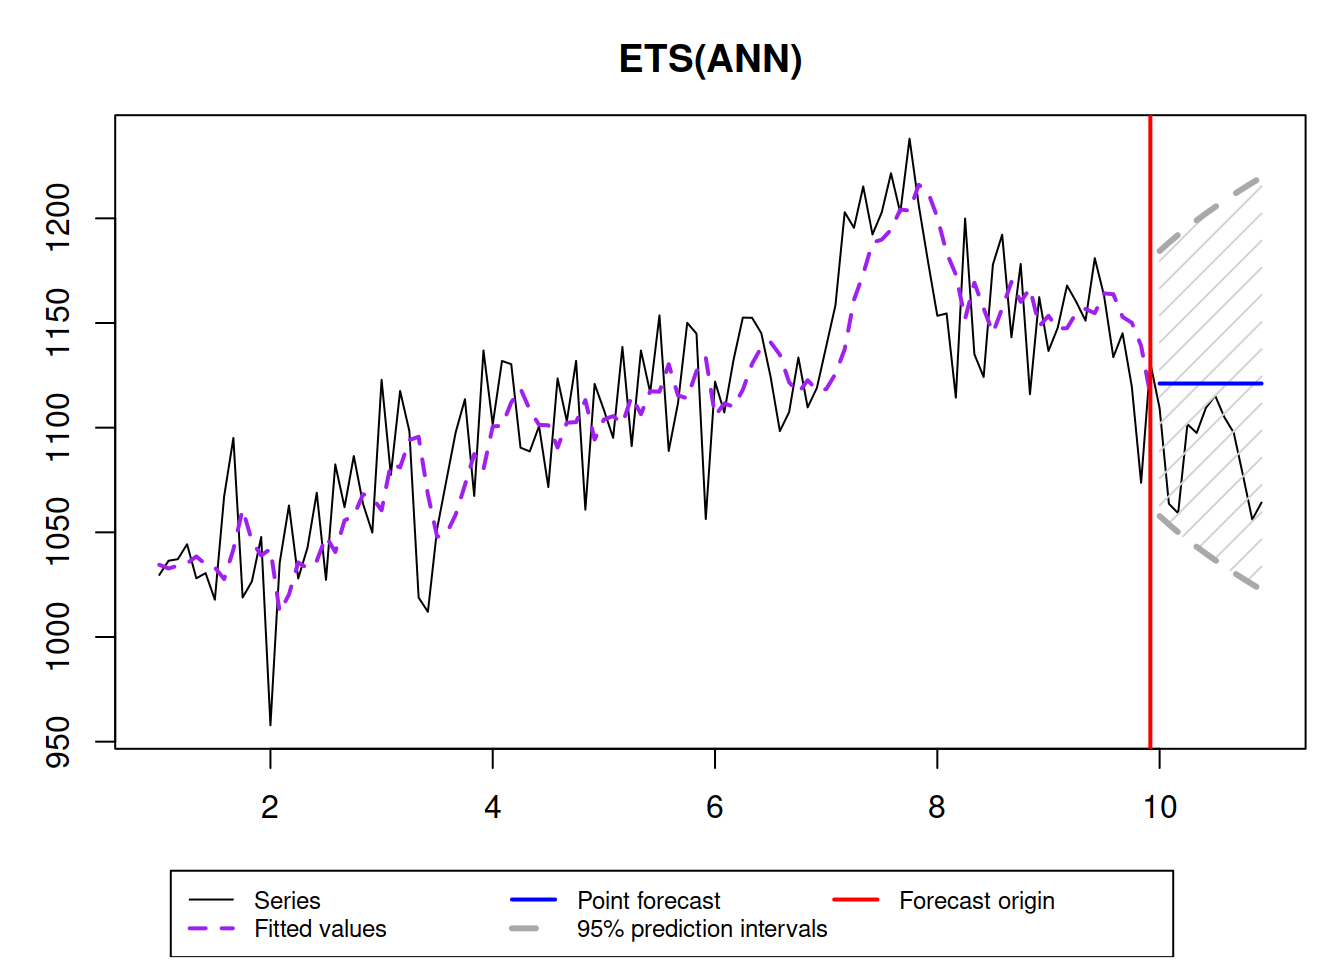 ETS(ANN)
1200
1150
1100
1050
1000
950
2 4 6 8 10
Series Point forecast Forecast origin
Fitted values 95% prediction intervals